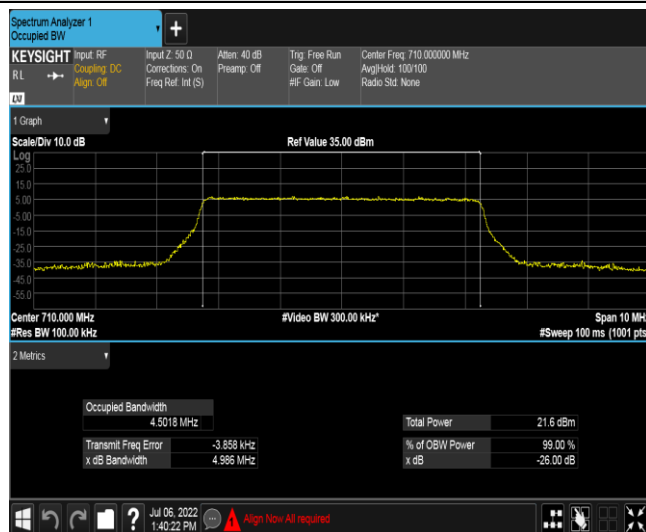 Spectrum Analyzer 1
Occupied BW
+
KEYSIGHT
RL
LXI
Input: RF
Coupling: DC
Align: Off
Input Z: 50 Ω
Corrections: On
Freq Ref: Int (S)
Atten: 40 dB
Preamp: Off
Trig: Free Run
Gate: Off
#IF Gain: Low
Center Freq: 710.000000 MHz
Avg|Hold: 100/100
Radio Std: None
1 Graph
Scale/Div 10.0 dB
Ref Value 35.00 dBm
Log
25.0
15.0
5.00
-5.00
-15.0
-25.0
-35.0
-45.0
-55.0
Center 710.000 MHz
#Video BW 300.00 kHz*
Span 10 MHz
#Res BW 100.00 kHz
#Sweep 100 ms (1001 pts
2 Metrics
Occupied Bandwidth
4.5018 MHz
Total Power 21.6 dBm
Transmit Freq Error -3.858 kHz
% of OBW Power 99.00 %
x dB Bandwidth 4.986 MHz
x dB -26.00 dB
?
Jul 06, 2022
1:40:22 PM
Align Now All required